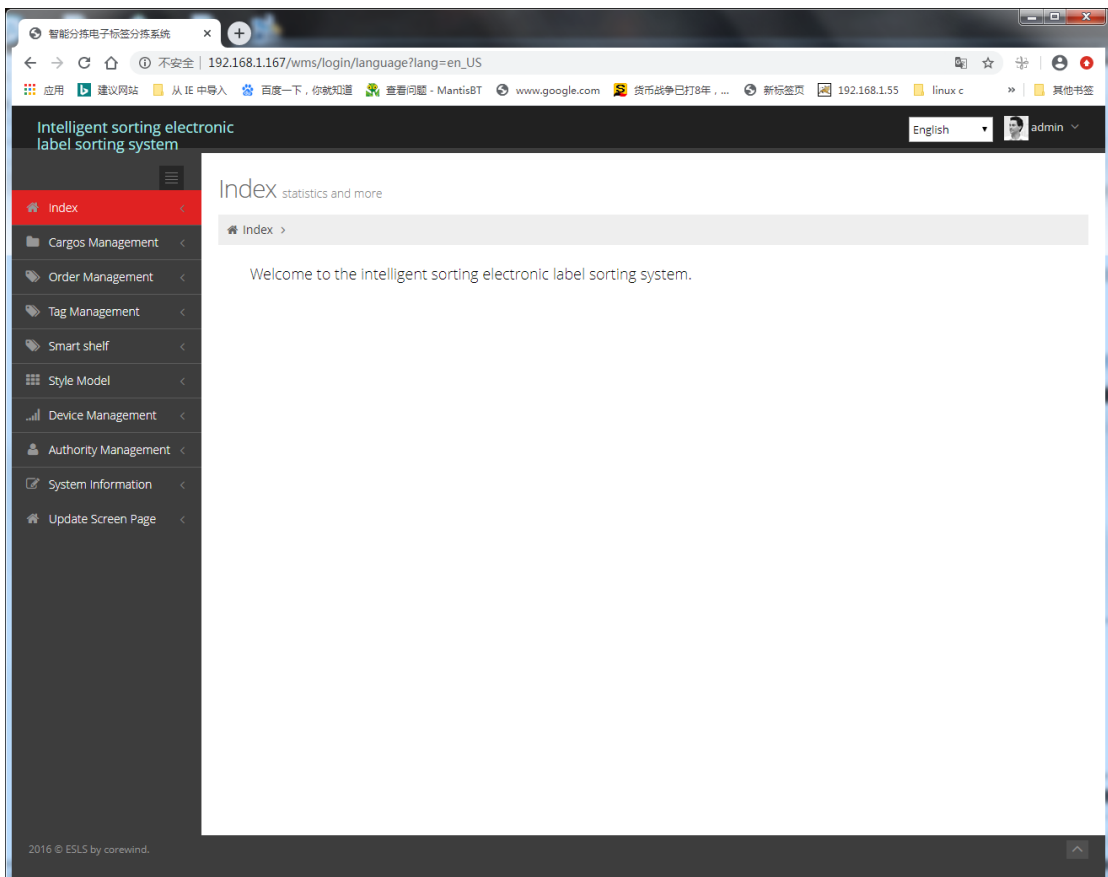 智能分拣电子标签分拣系统
不安全 | 192.168.1.167/wms/login/language?lang=en_US
应用 建议网站 从 IE 中导入 百度一下，你就知道 查看问题 - MantisBT www.google.com 货币战争已打8年，... 新标签页 192.168.1.55 linux c » 其他书签
Intelligent sorting electronic
label sorting system
English admin
Index statistics and more
Index
Index >
Cargos Management
Welcome to the intelligent sorting electronic label sorting system.
Order Management
Tag Management
Smart shelf
Style Model
Device Management
Authority Management
System Information
Update Screen Page
2016 © ESLS by corewind.